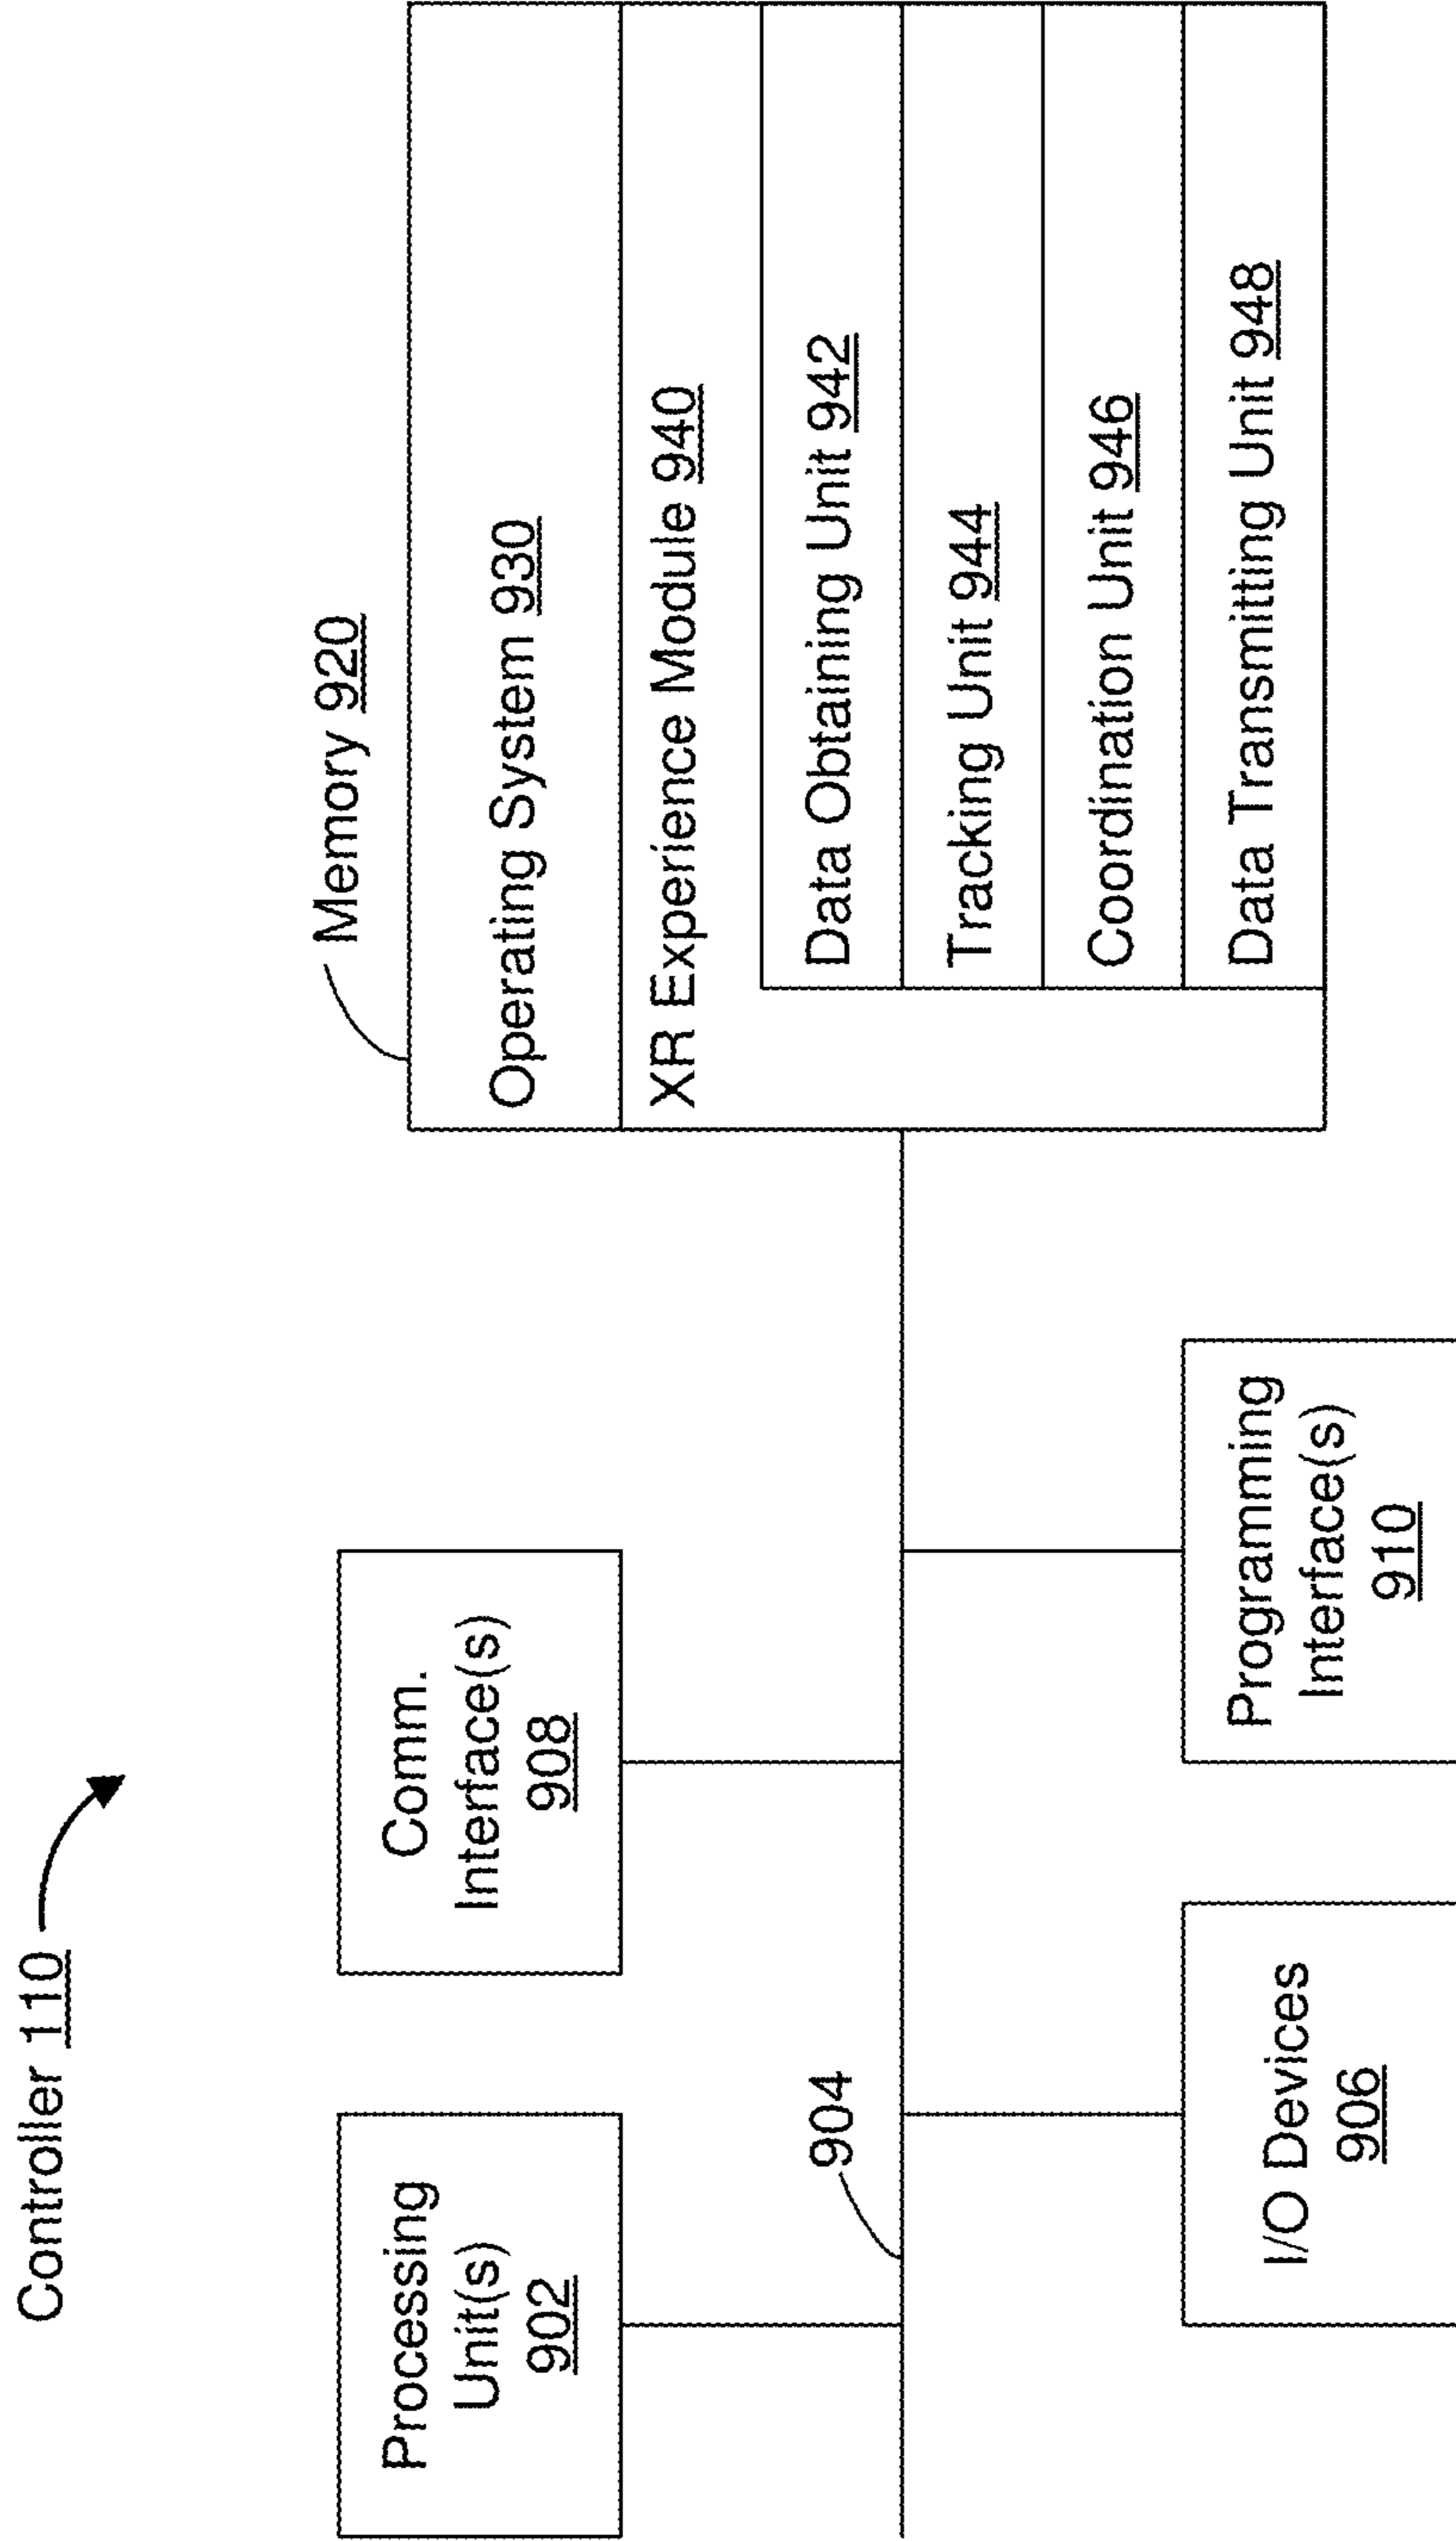 Controller 110
Processing
Unit(s)
902
Comm.
Interface(s)
908
Memory 920
Operating System 930
XR Experience Module 940
Data Obtaining Unit 942
Tracking Unit 944
Coordination Unit 946
Data Transmitting Unit 948
904
I/O Devices
906
Programming
Interface(s)
910